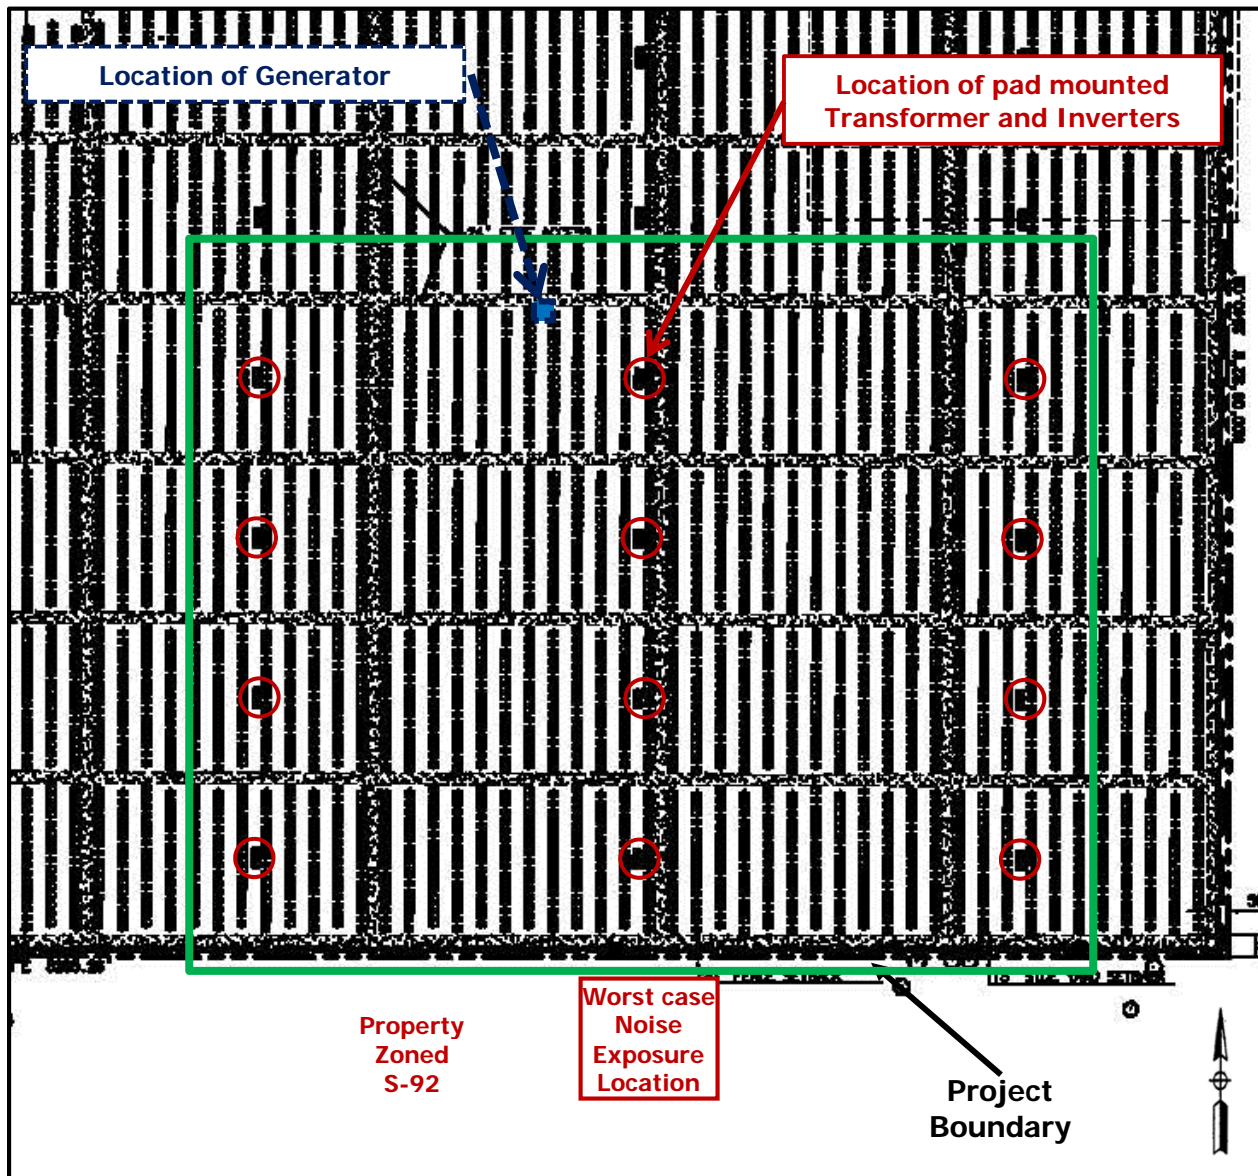 Location of Generator
Location of pad mounted
Transformer and Inverters
Worst case
Noise
Exposure
Location
Property
Zoned
S-92
Project
Boundary